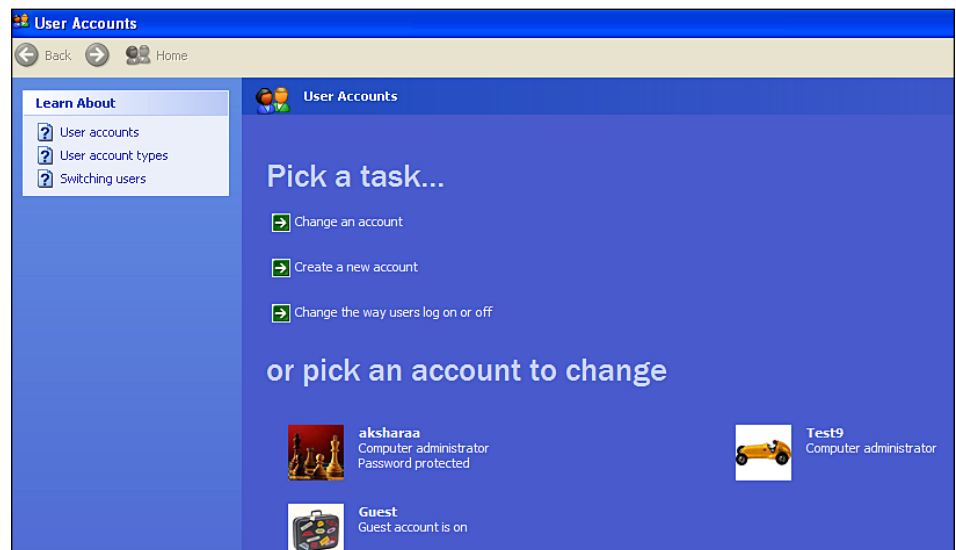 User Accounts
Back Home
Learn About
User accounts
User account types
Switching users
User Accounts
Pick a task...
Change an account
Create a new account
Change the way users log on or off
or pick an account to change
aksharaa
Computer administrator
Password protected
Test9
Computer administrator
Guest
Guest account is on